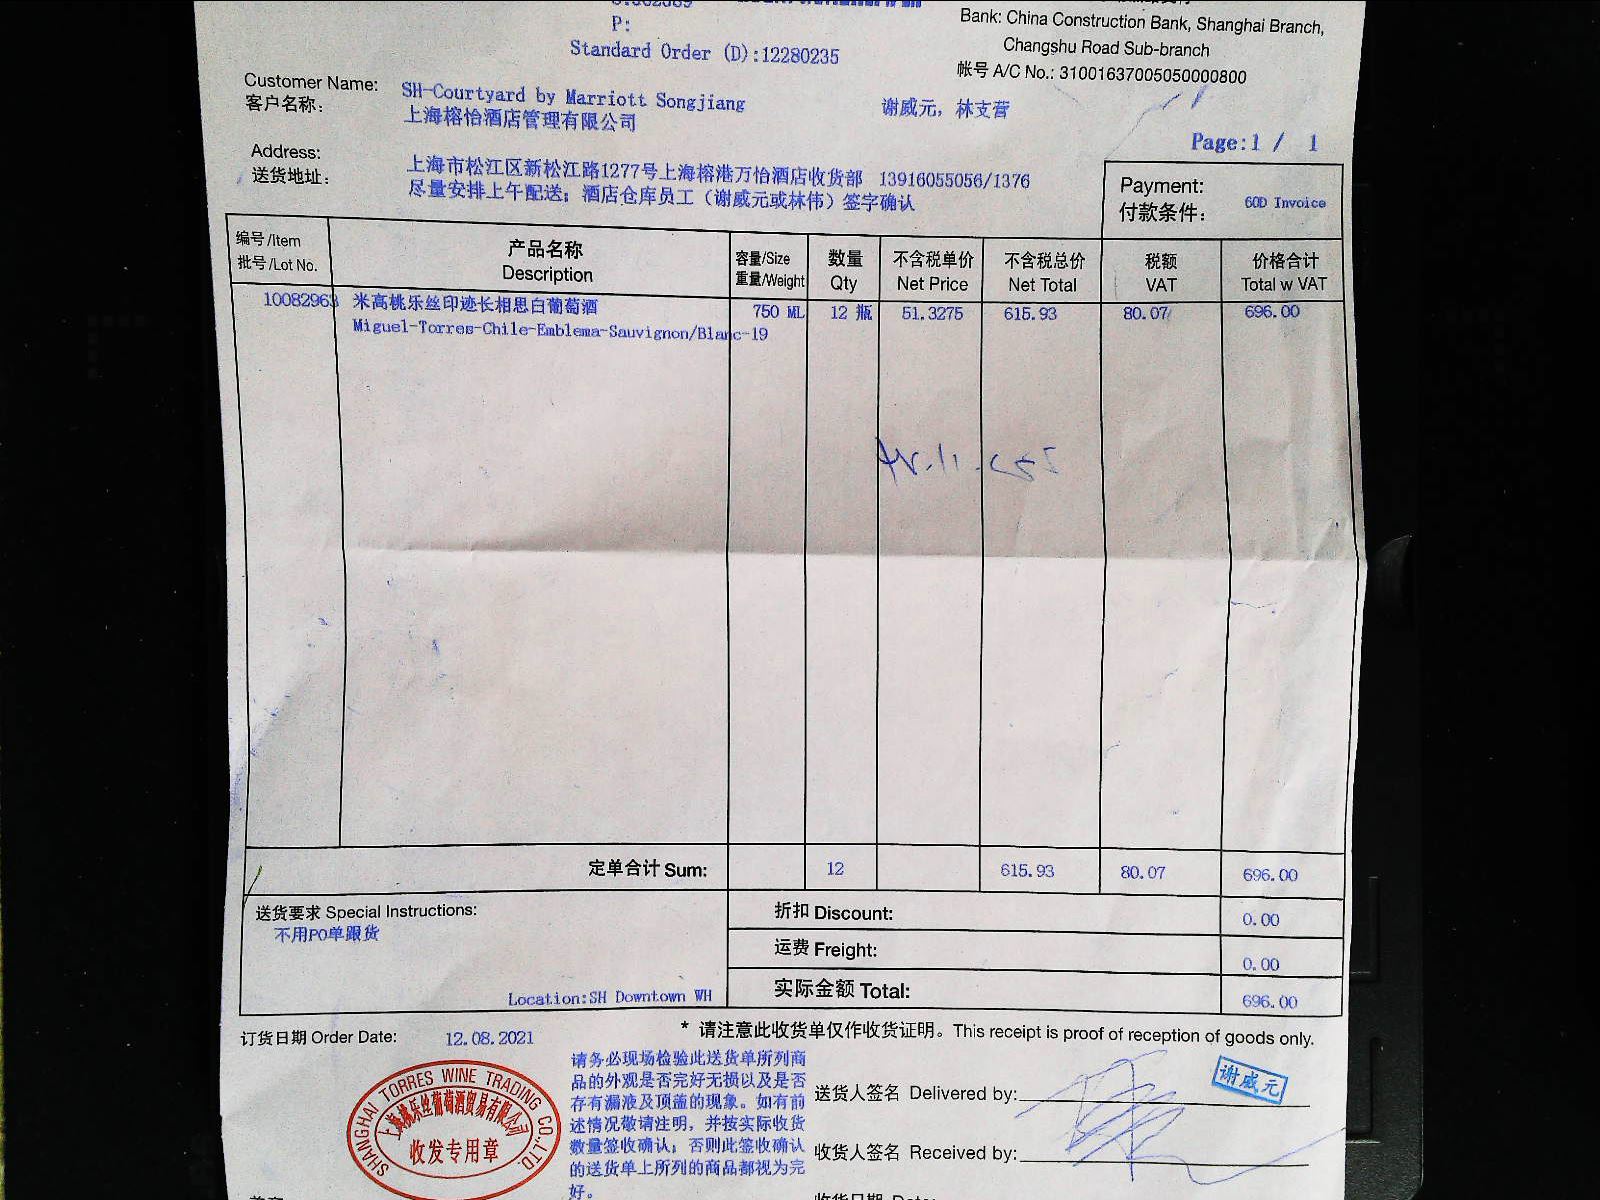 P:
Standard Order (D):12280235
Bank: China Construction Bank, Shanghai Branch,
Changshu Road Sub-branch
帐号 A/C No.: 31001637005050000800
Customer Name: SH-Courtyard by Marriott Songjiang
客户名称： 上海榕怡酒店管理有限公司 谢威元，林支营
Page:1 / 1
Address: 上海市松江区新松江路1277号上海榕港万怡酒店收货部 13916055056/1376
送货地址： 尽量安排上午配送；酒店仓库员工（谢威元或林伟）签字确认
Payment: 60D Invoice
付款条件：
编号/Item 产品名称 容量/Size 数量 不含税单价 不含税总价 税额 价格合计
批号/Lot No. Description 重量/Weight Qty Net Price Net Total VAT Total w VAT
10082963 米高桃乐丝印迹长相思白葡萄酒 750 ML 12 瓶 51.3275 615.93 80.07 696.00
Miguel-Torres-Chile-Emblema-Sauvignon/Blanc-19
定单合计 Sum: 12 615.93 80.07 696.00
送货要求 Special Instructions: 折扣 Discount: 0.00
不用PO单跟货
运费 Freight: 0.00
Location:SH Downtown WH 实际金额 Total: 696.00
订货日期 Order Date: 12.08.2021 * 请注意此收货单仅作收货证明。This receipt is proof of reception of goods only.
请务必现场检验此送货单所列商
品的外观是否完好无损以及是否
存有漏液及顶盖的现象。如有前
述情况敬请注明，并按实际收货
数量签收确认；否则此签收确认
的送货单上所列的商品都视为完
好。
送货人签名 Delivered by: 谢威元
收货人签名 Received by:
SHANGHAI TORRES WINE TRADING CO.,LTD.
上海桃乐丝葡萄酒贸易有限公司
收发专用章